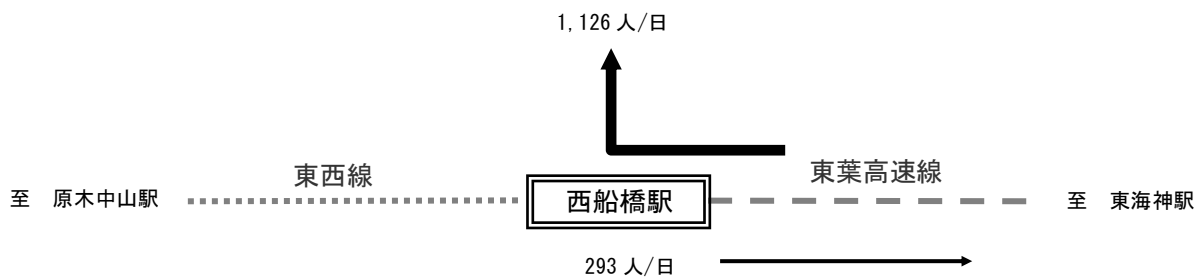 1,126 人/日
東西線
東葉高速線
至　原木中山駅
西船橋駅
至　東海神駅
293 人/日